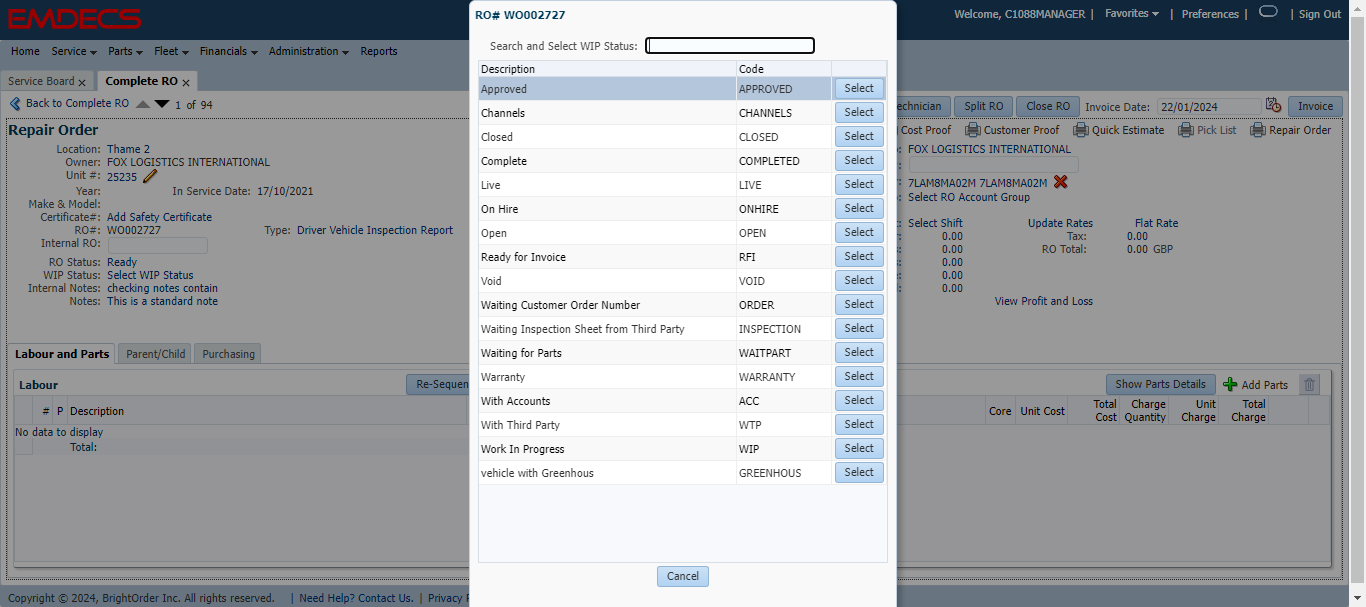 EMDECS
Welcome, C1088MANAGER | Favorites | Preferences | | Sign Out
Home Service Parts Fleet Financials Administration Reports
Service Board x Complete RO x
Back to Complete RO 1 of 94
echnician Split RO Close RO Invoice Date: 22/01/2024 Invoice
Repair Order
Cost Proof Customer Proof Quick Estimate Pick List Repair Order
Location: Thame 2
Owner: FOX LOGISTICS INTERNATIONAL
Unit #: 25235
Year: In Service Date: 17/10/2021
Make & Model:
Certificate#: Add Safety Certificate
RO#: WO002727 Type: Driver Vehicle Inspection Report
Internal RO:
RO Status: Ready
WIP Status: Select WIP Status
Internal Notes: checking notes contain
Notes: This is a standard note
FOX LOGISTICS INTERNATIONAL
7LAM8MA02M 7LAM8MA02M
Select RO Account Group
Select Shift Update Rates Flat Rate
0.00 Tax: 0.00
0.00 RO Total: 0.00 GBP
0.00
0.00
0.00
View Profit and Loss
Labour and Parts Parent/Child Purchasing
Labour Re-Sequen
# P Description
No data to display
Total:
Show Parts Details Add Parts
Core Unit Cost Total Cost Charge Quantity Unit Charge Total Charge
RO# WO002727
Search and Select WIP Status:
Description Code
Approved APPROVED Select
Channels CHANNELS Select
Closed CLOSED Select
Complete COMPLETED Select
Live LIVE Select
On Hire ONHIRE Select
Open OPEN Select
Ready for Invoice RFI Select
Void VOID Select
Waiting Customer Order Number ORDER Select
Waiting Inspection Sheet from Third Party INSPECTION Select
Waiting for Parts WAITPART Select
Warranty WARRANTY Select
With Accounts ACC Select
With Third Party WTP Select
Work In Progress WIP Select
vehicle with Greenhous GREENHOUS Select
Cancel
Copyright © 2024, BrightOrder Inc. All rights reserved. | Need Help? Contact Us. | Privacy